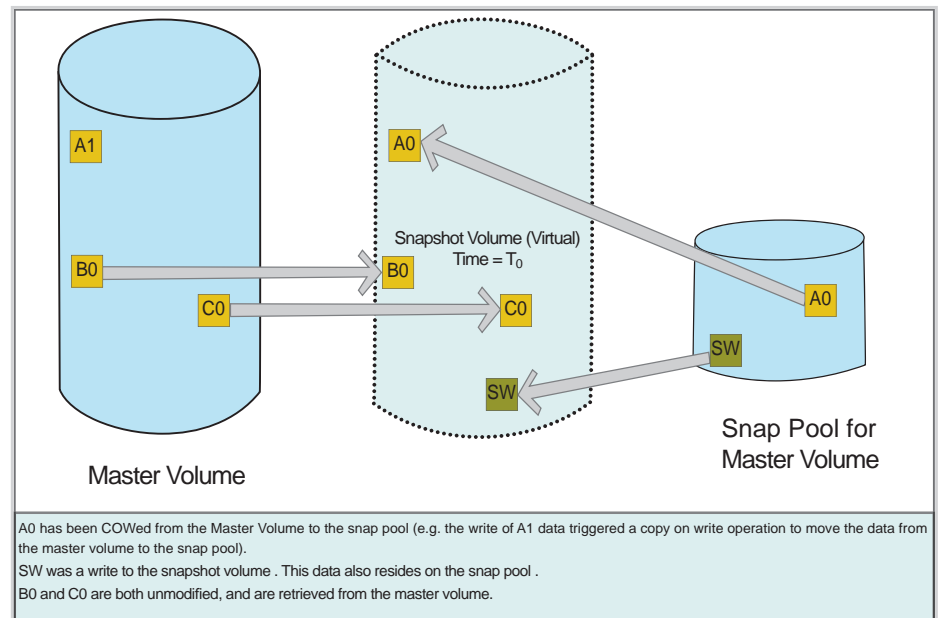 A1
A0
Snapshot Volume (Virtual)
Time = T0
B0
B0
A0
C0
C0
SW
SW
Snap Pool for
Master Volume
Master Volume
A0 has been COWed from the Master Volume to the snap pool (e.g. the write of A1 data triggered a copy on write operation to move the data from
the master volume to the snap pool).
SW was a write to the snapshot volume . This data also resides on the snap pool .
B0 and C0 are both unmodified, and are retrieved from the master volume.